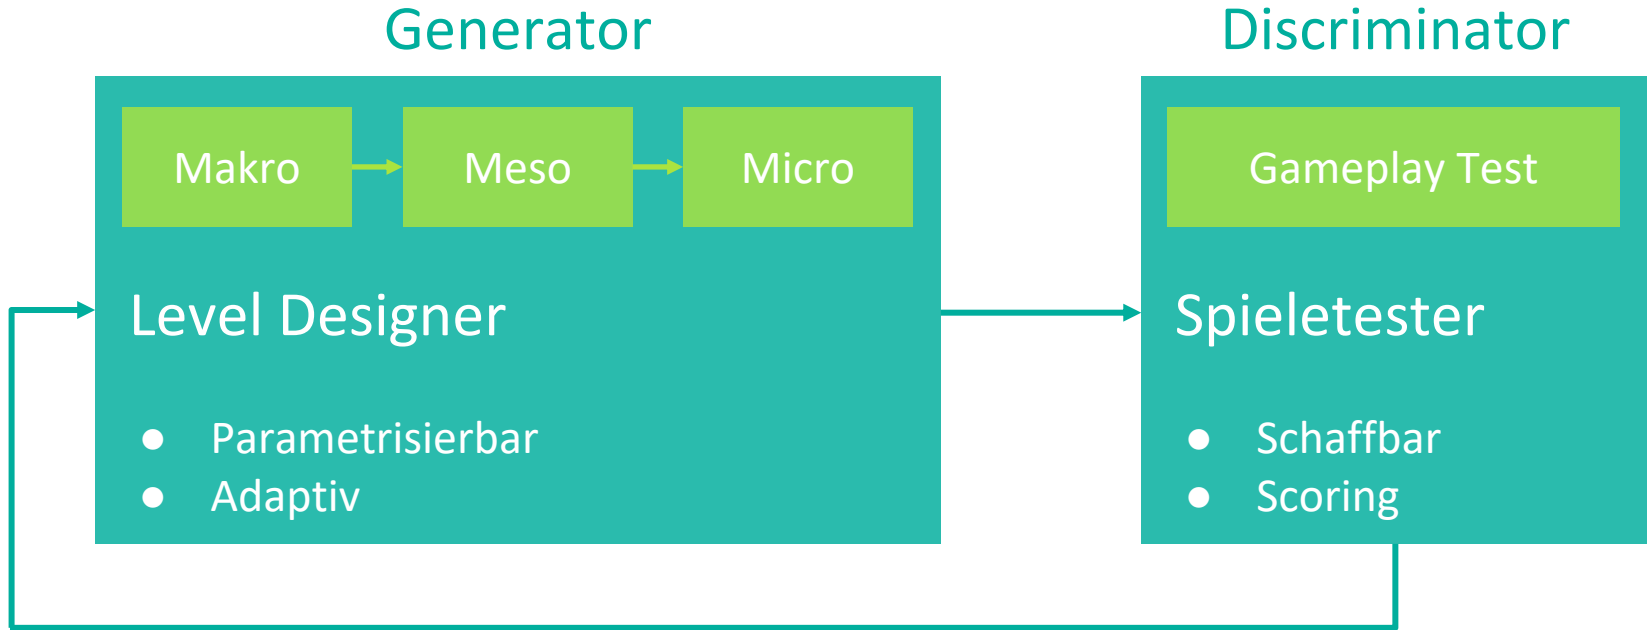 Generator
Makro
Meso
Micro
Level Designer
● Parametrisierbar
● Adaptiv
Discriminator
Gameplay Test
Spieletester
● Schaffbar
● Scoring